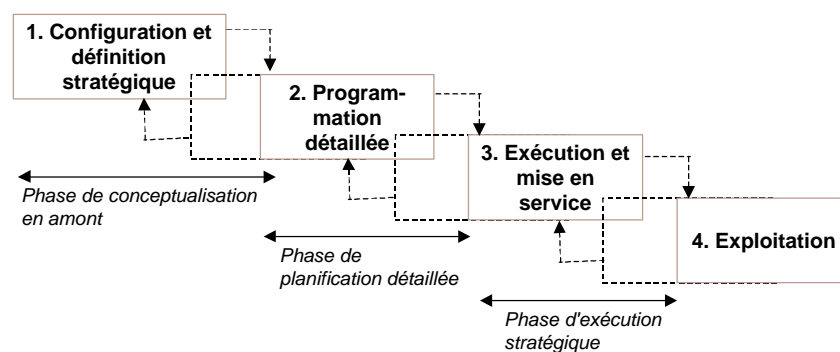 1. Configuration et
définition
stratégique
2. Program-
mation
détaillée
3. Exécution et
mise en
service
4. Exploitation
Phase de conceptualisation
en amont
Phase de
planification détaillée
Phase d'exécution
stratégique